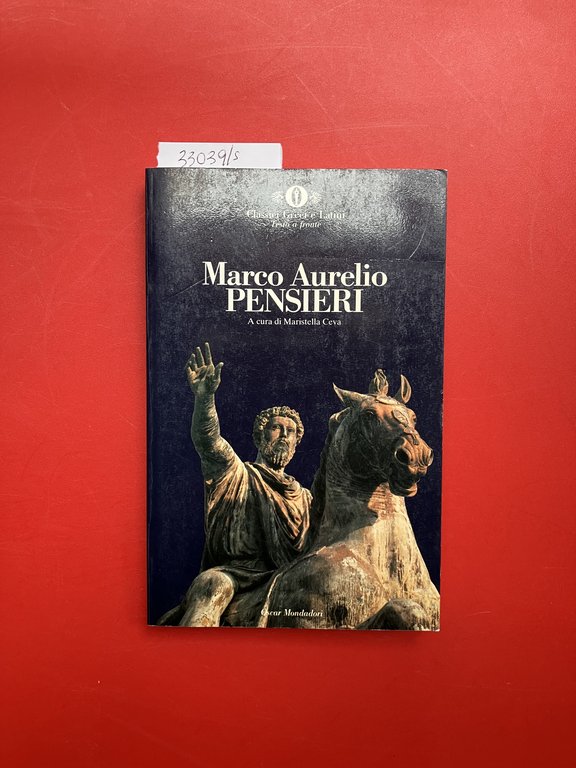 33039/s
Classici Greci e Latini
Testo a fronte
Marco Aurelio
PENSIERI
A cura di Maristella Ceva
Oscar Mondadori